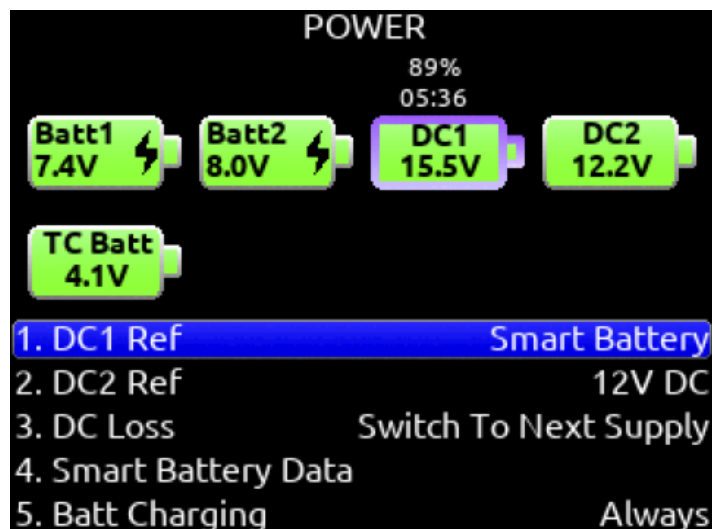 POWER
89%
05:36
Batt1 Batt2 DC1 DC2
7.4V 8.0V 15.5V 12.2V
TC Batt
4.1V
1. DC1 Ref Smart Battery
2. DC2 Ref 12V DC
3. DC Loss Switch To Next Supply
4. Smart Battery Data
5. Batt Charging Always